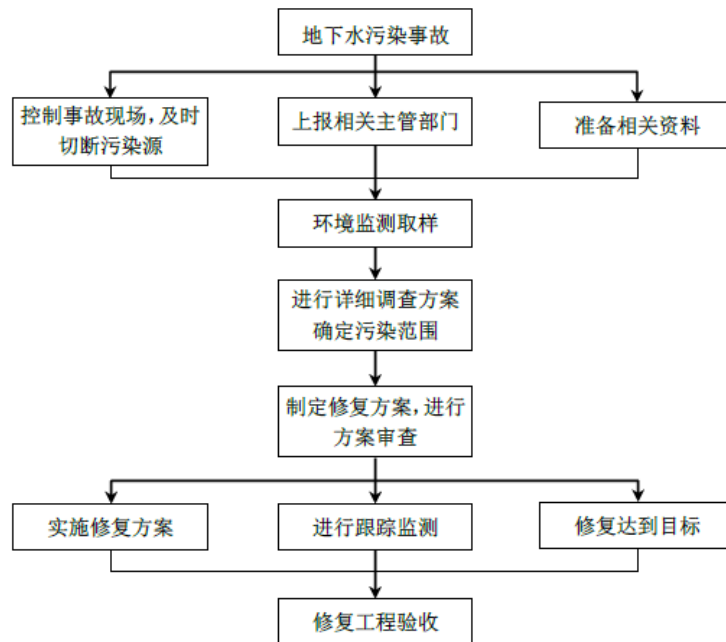 地下水污染事故
控制事故现场，及时
切断污染源
上报相关主管部门
准备相关资料
环境监测取样
进行详细调查方案
确定污染范围
制定修复方案，进行
方案审查
实施修复方案
进行跟踪监测
修复达到目标
修复工程验收